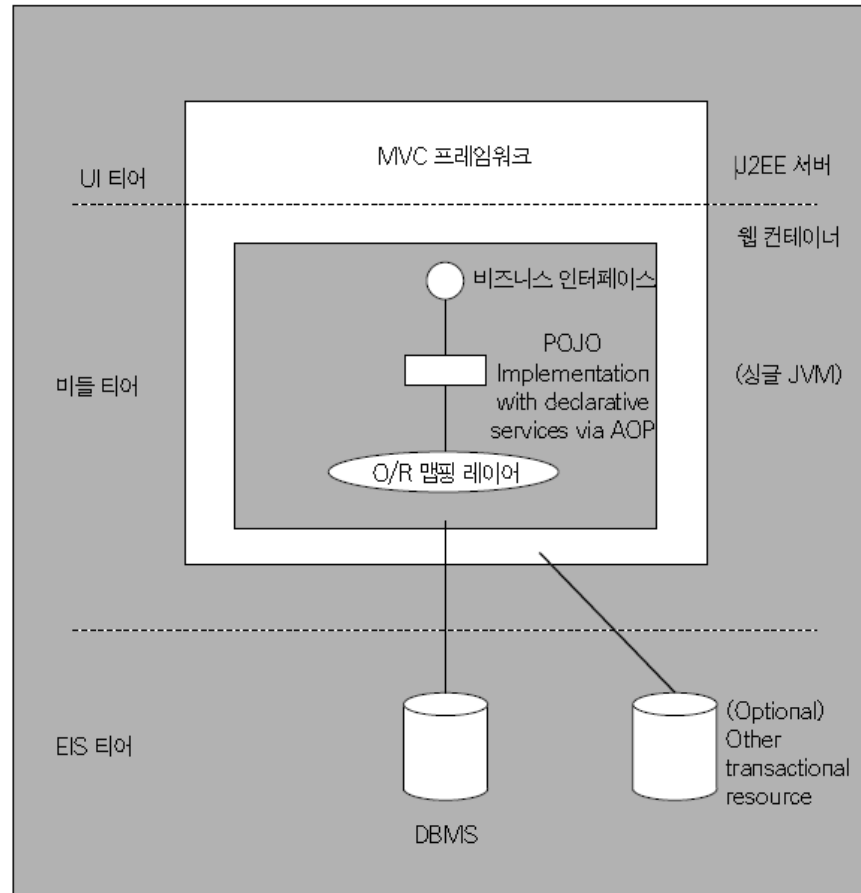 MVC 프레임워크
UI 티어
J2EE 서버
웹 컨테이너
비즈니스 인터페이스
POJO
Implementation
with declarative
services via AOP
미들 티어
(싱글 JVM)
O/R 맵핑 레이어
EIS 티어
(Optional)
Other
transactional
resource
DBMS